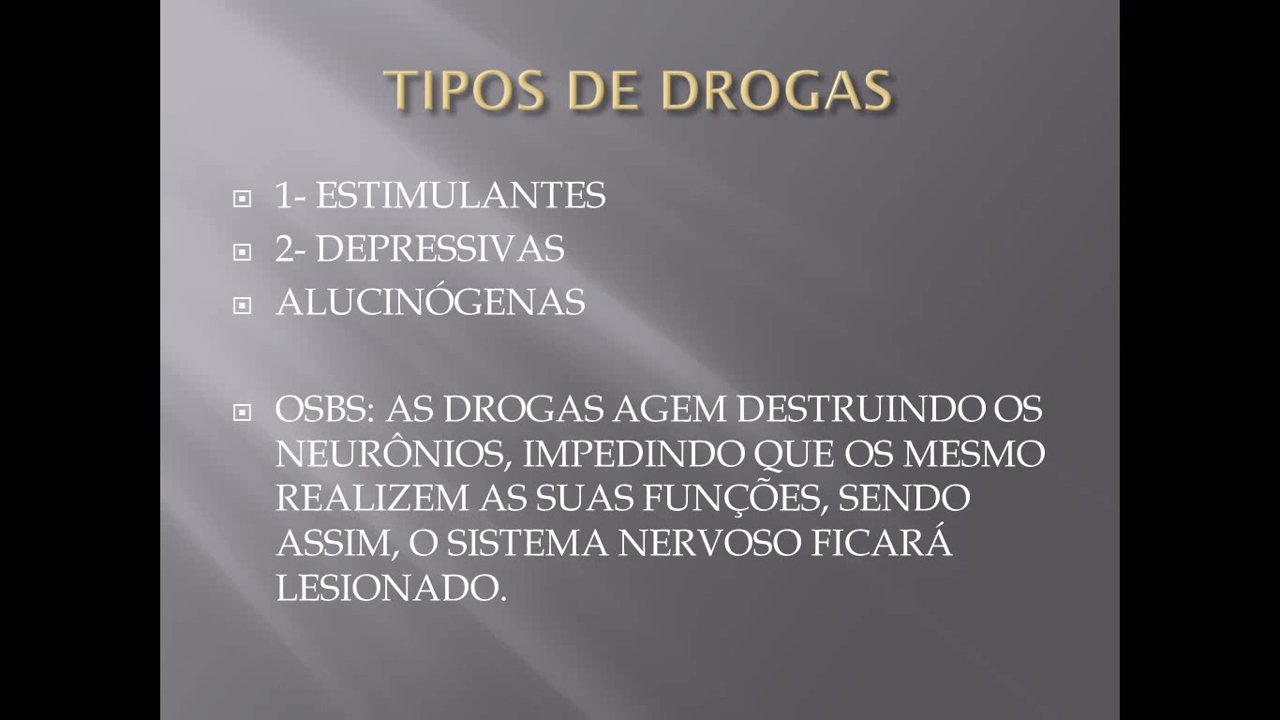 TIPOS DE DROGAS
1- ESTIMULANTES
2- DEPRESSIVAS
ALUCINÓGENAS
OSBS: AS DROGAS AGEM DESTRUINDO OS
NEURÔNIOS, IMPEDINDO QUE OS MESMO
REALIZEM AS SUAS FUNÇÕES, SENDO
ASSIM, O SISTEMA NERVOSO FICARÁ
LESIONADO.